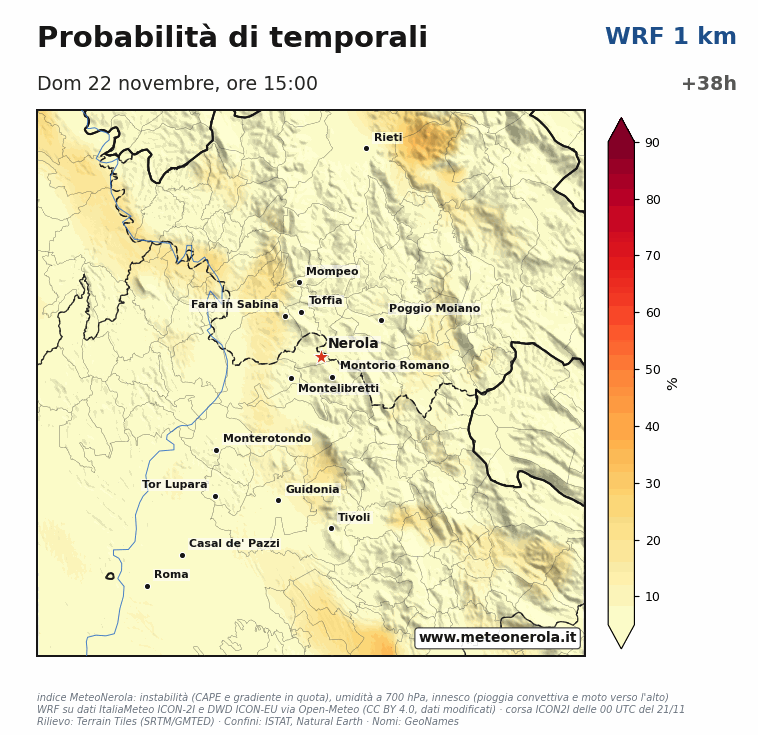 Probabilità di temporali
WRF 1 km
Dom 22 novembre, ore 15:00
+38h
Rieti
Mompeo
Toffia
Fara in Sabina
Poggio Moiano
Nerola
Montorio Romano
Montelibretti
Monterotondo
Tor Lupara
Guidonia
Tivoli
Casal de' Pazzi
Roma
www.meteonerola.it
90
80
70
60
50
40
30
20
10
%
indice MeteoNerola: instabilità (CAPE e gradiente in quota), umidità a 700 hPa, innesco (pioggia convettiva e moto verso l'alto)
WRF su dati ItaliaMeteo ICON-2I e DWD ICON-EU via Open-Meteo (CC BY 4.0, dati modificati) · corsa ICON2I delle 00 UTC del 21/11
Rilievo: Terrain Tiles (SRTM/GMTED) · Confini: ISTAT, Natural Earth · Nomi: GeoNames